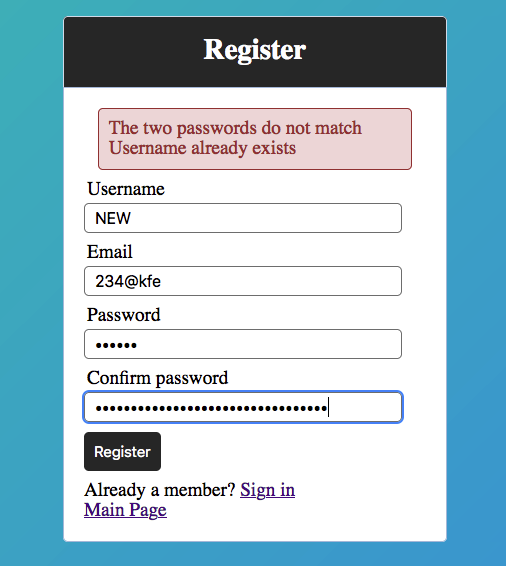 Register
The two passwords do not match
Username already exists
Username
NEW
Email
234@kfe
Password
••••••
Confirm password
•••••••••••••••••••••••••••••••••
Register
Already a member? Sign in
Main Page